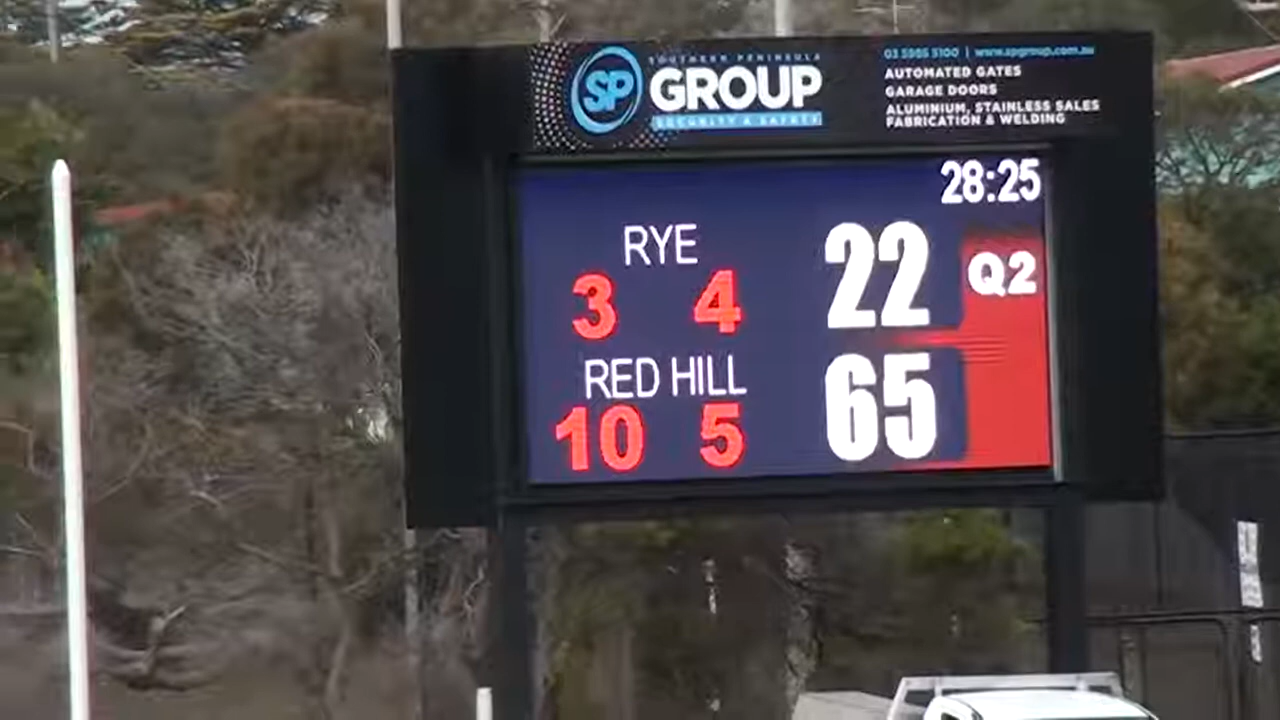 SP
SOUTHERN PENINSULA
GROUP
SECURITY & SAFETY
03 5985 5100 | www.spgroup.com.au
AUTOMATED GATES
GARAGE DOORS
ALUMINIUM, STAINLESS SALES
FABRICATION & WELDING
28:25
RYE
3 4 22
Q2
RED HILL
10 5 65